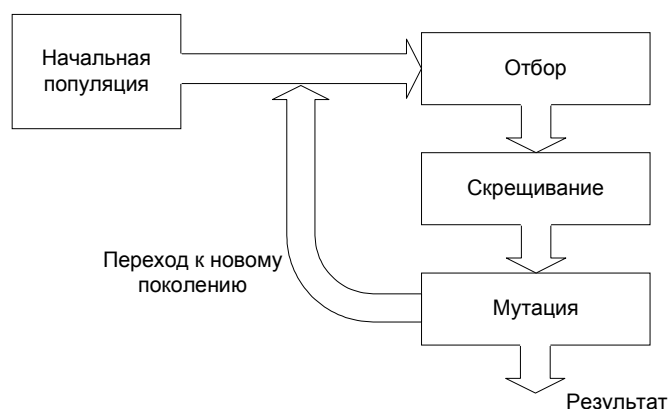 Начальная
популяция
Отбор
Скрещивание
Переход к новому
поколению
Мутация
Результат